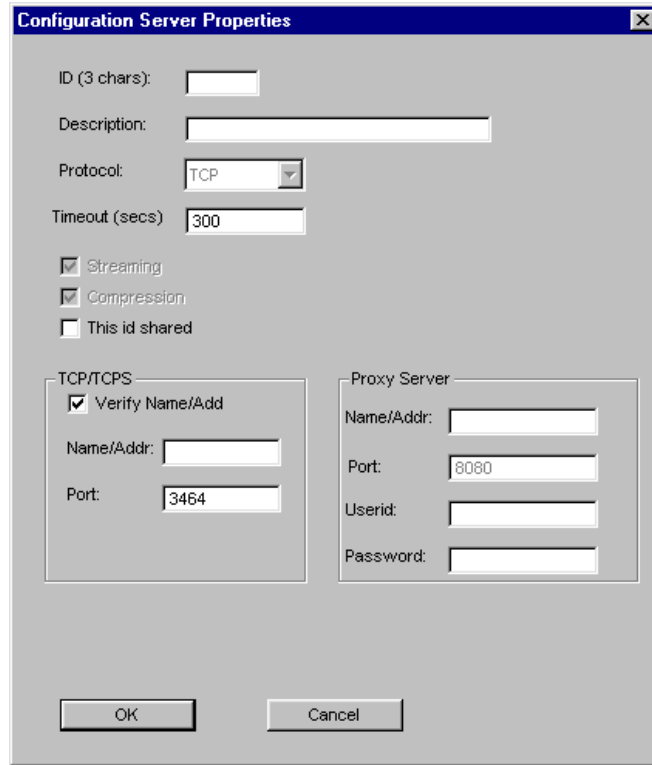 Configuration Server Properties
ID (3 chars):
Description:
Protocol: TCP
Timeout (secs) 300
Streaming
Compression
This id shared
TCP/TCPS
Verify Name/Add
Name/Addr:
Port: 3464
Proxy Server
Name/Addr:
Port: 8080
Userid:
Password:
OK Cancel